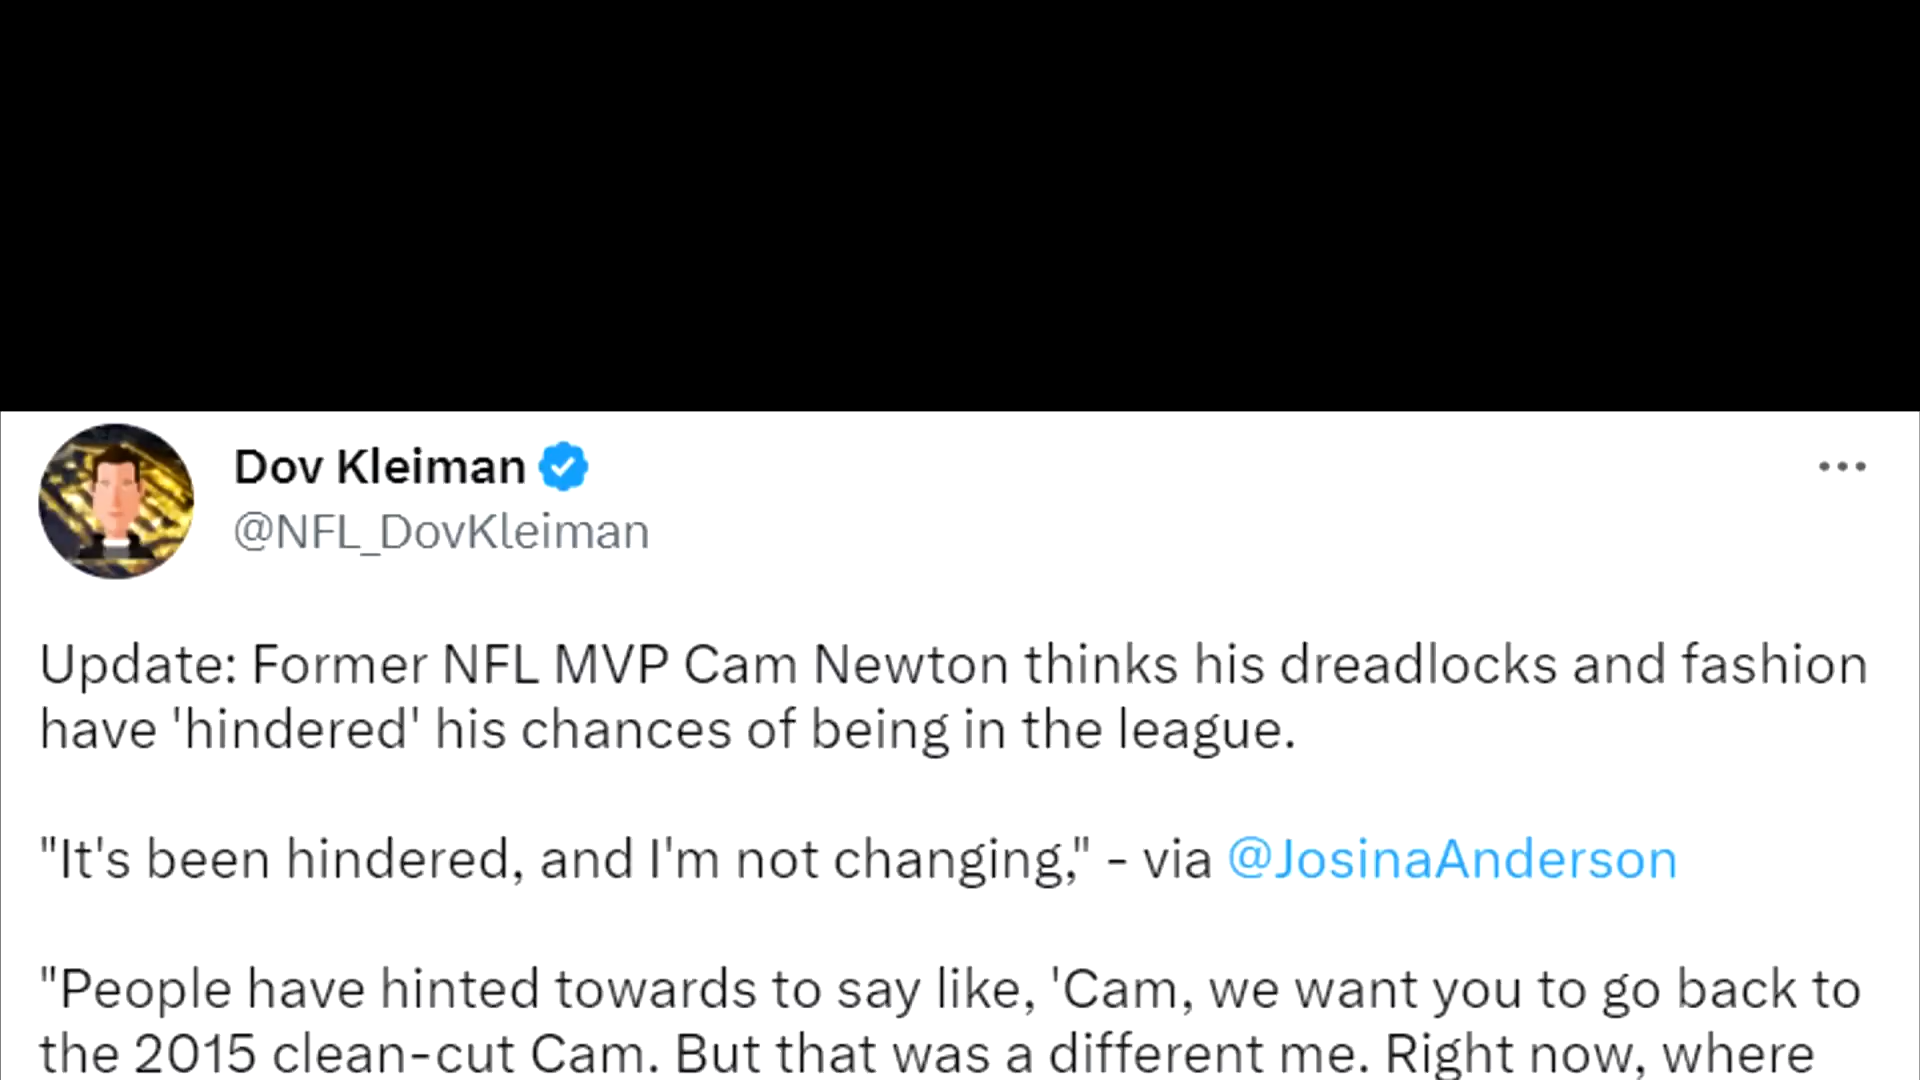 Dov Kleiman
@NFL_DovKleiman
Update: Former NFL MVP Cam Newton thinks his dreadlocks and fashion
have 'hindered' his chances of being in the league.
"It's been hindered, and I'm not changing," - via @JosinaAnderson
"People have hinted towards to say like, 'Cam, we want you to go back to
the 2015 clean-cut Cam. But that was a different me. Right now, where